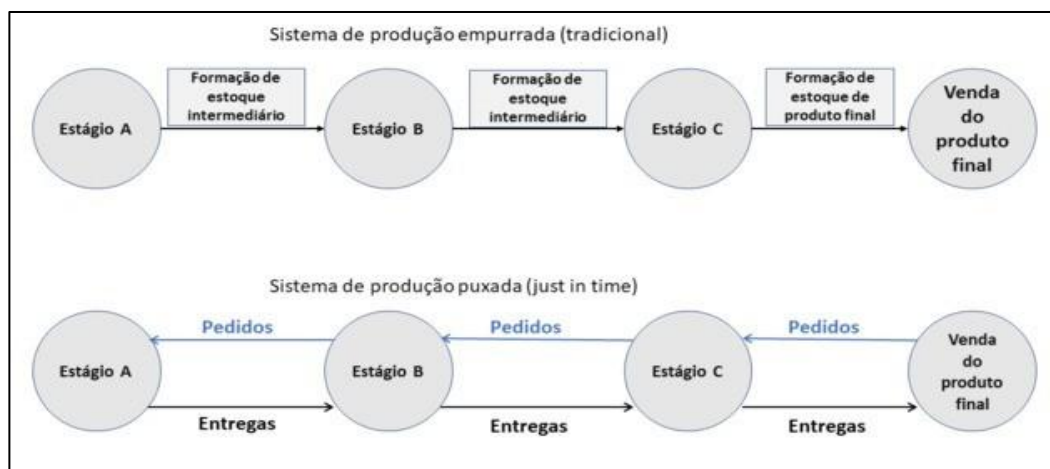 Sistema de produção empurrada (tradicional)
Estágio A
Formação de
estoque
intermediário
Estágio B
Formação de
estoque
intermediário
Estágio C
Formação de
estoque de
produto final
Venda
do
produto
final
Sistema de produção puxada (just in time)
Estágio A
Pedidos
Entregas
Estágio B
Pedidos
Entregas
Estágio C
Pedidos
Entregas
Venda
do
produto
final